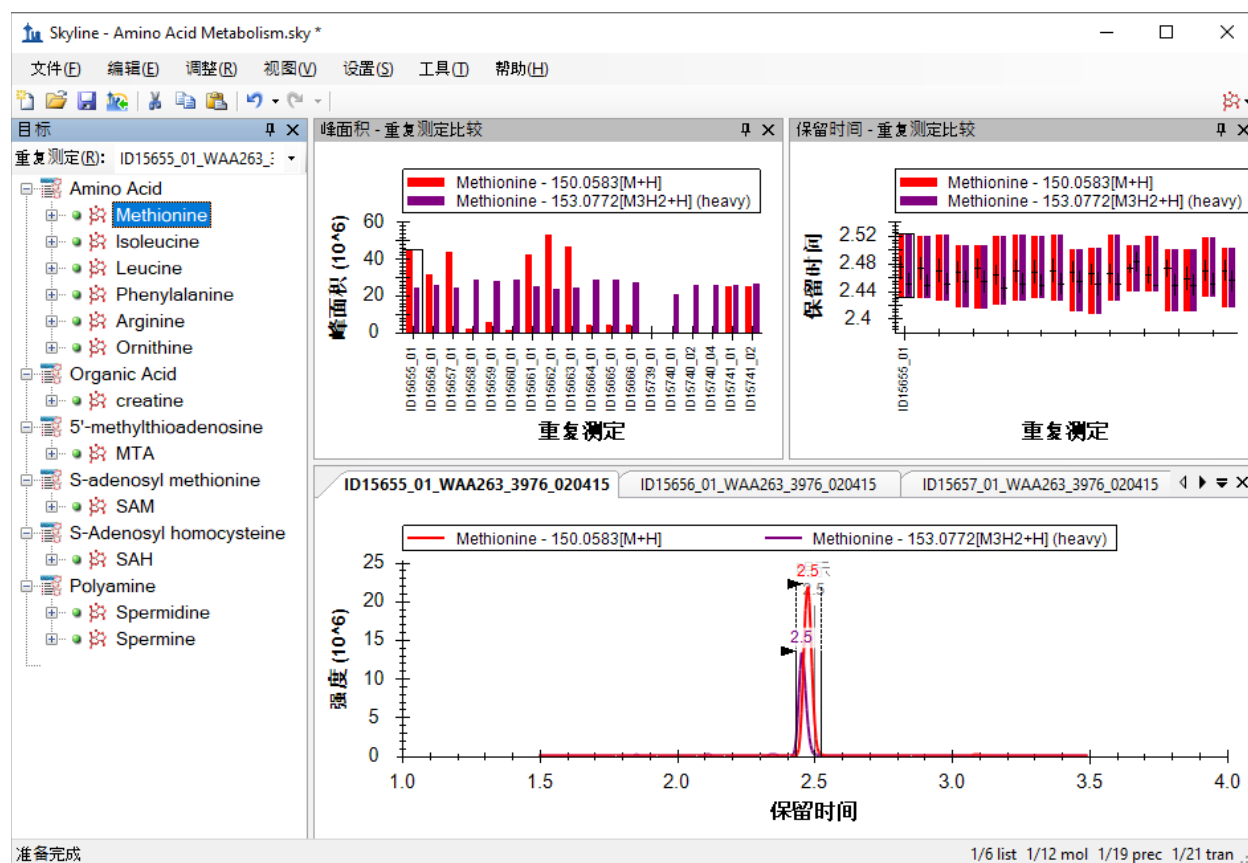 Skyline - Amino Acid Metabolism.sky *
文件(F) 编辑(E) 调整(R) 视图(V) 设置(S) 工具(T) 帮助(H)
目标
重复测定(R): ID15655_01_WAA263_
Amino Acid
Methionine
Isoleucine
Leucine
Phenylalanine
Arginine
Ornithine
Organic Acid
creatine
5'-methylthioadenosine
MTA
S-adenosyl methionine
SAM
S-Adenosyl homocysteine
SAH
Polyamine
Spermidine
Spermine
峰面积 - 重复测定比较
Methionine - 150.0583[M+H]
Methionine - 153.0772[M3H2+H] (heavy)
峰面积 (10^6)
60
40
20
0
ID15655_01
ID15656_01
ID15657_01
ID15658_01
ID15659_01
ID15660_01
ID15661_01
ID15662_01
ID15663_01
ID15664_01
ID15665_01
ID15666_01
ID15739_01
ID15740_01
ID15740_02
ID15740_04
ID15741_01
ID15741_02
重复测定
保留时间 - 重复测定比较
Methionine - 150.0583[M+H]
Methionine - 153.0772[M3H2+H] (heavy)
保留时间
2.52
2.48
2.44
2.4
ID15655_01
重复测定
ID15655_01_WAA263_3976_020415 ID15656_01_WAA263_3976_020415 ID15657_01_WAA263_3976_020415
Methionine - 150.0583[M+H] Methionine - 153.0772[M3H2+H] (heavy)
强度 (10^6)
25
20
15
10
5
0
2.5
2.5
2.5
1.0 1.5 2.0 2.5 3.0 3.5 4.0
保留时间
准备完成 1/6 list 1/12 mol 1/19 prec 1/21 tran